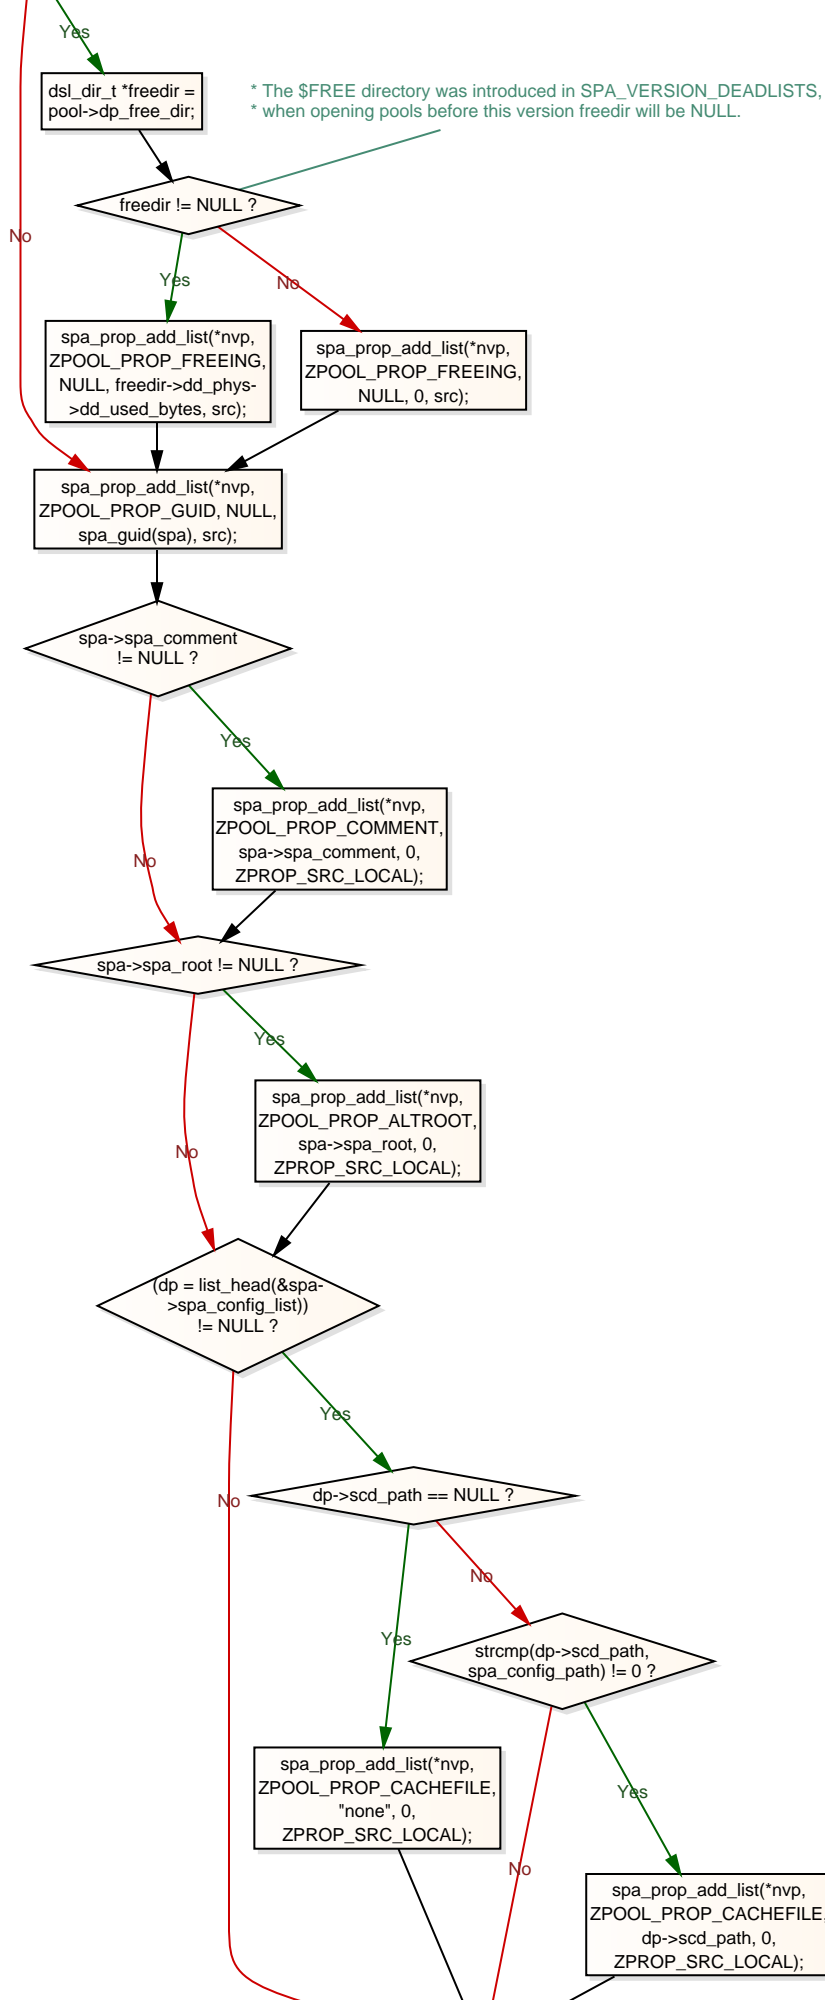 Yes
dsl_dir_t *freedir =
pool->dp_free_dir;
* The $FREE directory was introduced in SPA_VERSION_DEADLISTS,
* when opening pools before this version freedir will be NULL.
freedir != NULL ?
No
Yes
No
spa_prop_add_list(*nvp,
ZPOOL_PROP_FREEING,
NULL, freedir->dd_phys-
>dd_used_bytes, src);
spa_prop_add_list(*nvp,
ZPOOL_PROP_FREEING,
NULL, 0, src);
spa_prop_add_list(*nvp,
ZPOOL_PROP_GUID, NULL,
spa_guid(spa), src);
spa->spa_comment
!= NULL ?
Yes
spa_prop_add_list(*nvp,
ZPOOL_PROP_COMMENT,
spa->spa_comment, 0,
ZPROP_SRC_LOCAL);
No
spa->spa_root != NULL ?
Yes
spa_prop_add_list(*nvp,
ZPOOL_PROP_ALTROOT,
spa->spa_root, 0,
ZPROP_SRC_LOCAL);
No
(dp = list_head(&spa-
>spa_config_list))
!= NULL ?
Yes
No
dp->scd_path == NULL ?
No
Yes
strcmp(dp->scd_path,
spa_config_path) != 0 ?
spa_prop_add_list(*nvp,
ZPOOL_PROP_CACHEFILE,
"none", 0,
ZPROP_SRC_LOCAL);
Yes
No
spa_prop_add_list(*nvp,
ZPOOL_PROP_CACHEFILE,
dp->scd_path, 0,
ZPROP_SRC_LOCAL);